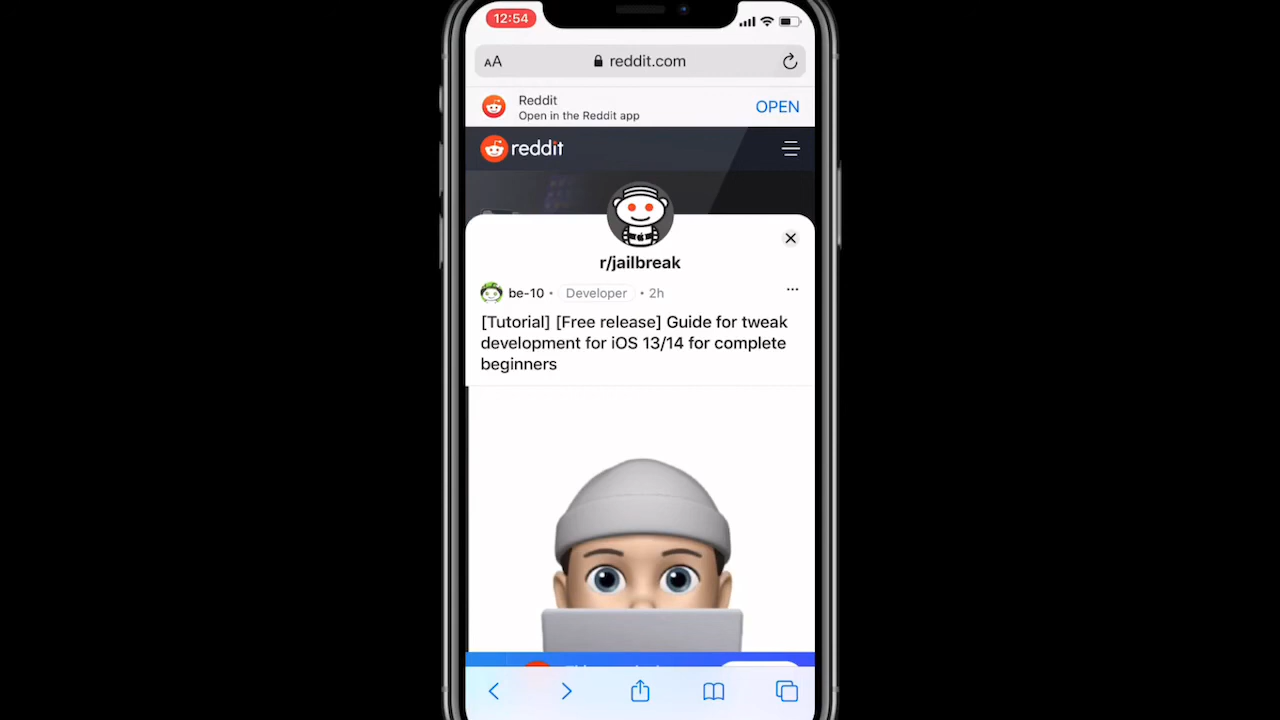 12:54
AA reddit.com
Reddit
Open in the Reddit app
OPEN
reddit
r/jailbreak
be-10 • Developer • 2h
[Tutorial] [Free release] Guide for tweak
development for iOS 13/14 for complete
beginners